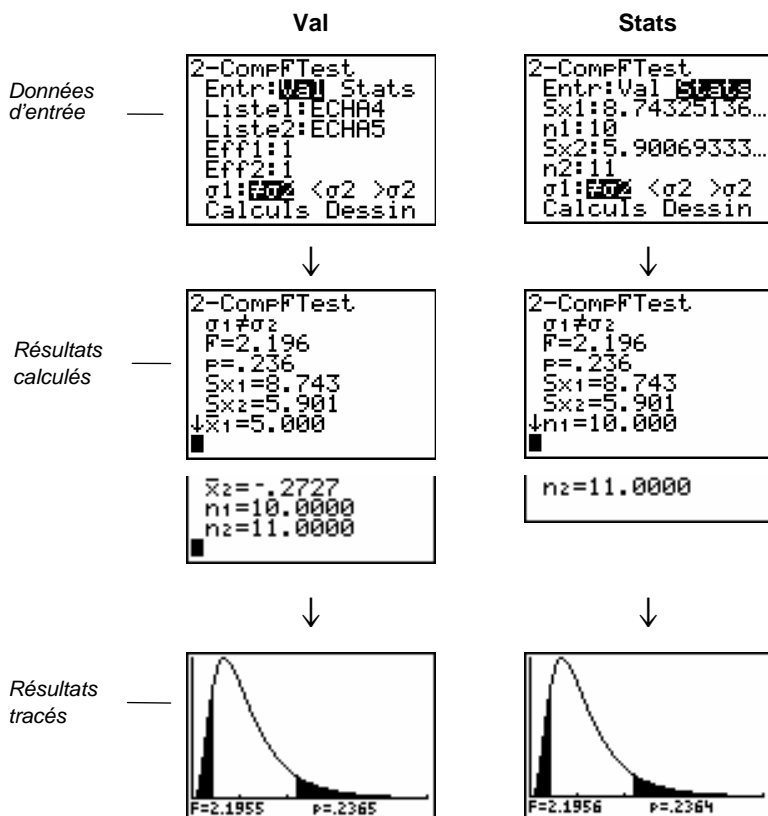 Val
Stats
Données
d'entrée
2-CompFTest
Entr:Val Stats
Liste1:ECHA4
Liste2:ECHA5
Eff1:1
Eff2:1
σ1:≠σ2 <σ2 >σ2
Calculs Dessin
2-CompFTest
Entr:Val Stats
Sx1:8.74325136...
n1:10
Sx2:5.90069333...
n2:11
σ1:≠σ2 <σ2 >σ2
Calculs Dessin
↓
↓
Résultats
calculés
2-CompFTest
σ1≠σ2
F=2.196
p=.236
Sx1=8.743
Sx2=5.901
↓x̄1=5.000
x̄2=-.2727
n1=10.0000
n2=11.0000
2-CompFTest
σ1≠σ2
F=2.196
p=.236
Sx1=8.743
Sx2=5.901
↓n1=10.000
n2=11.0000
↓
↓
Résultats
tracés
F=2.1955 p=.2365
F=2.1956 p=.2364